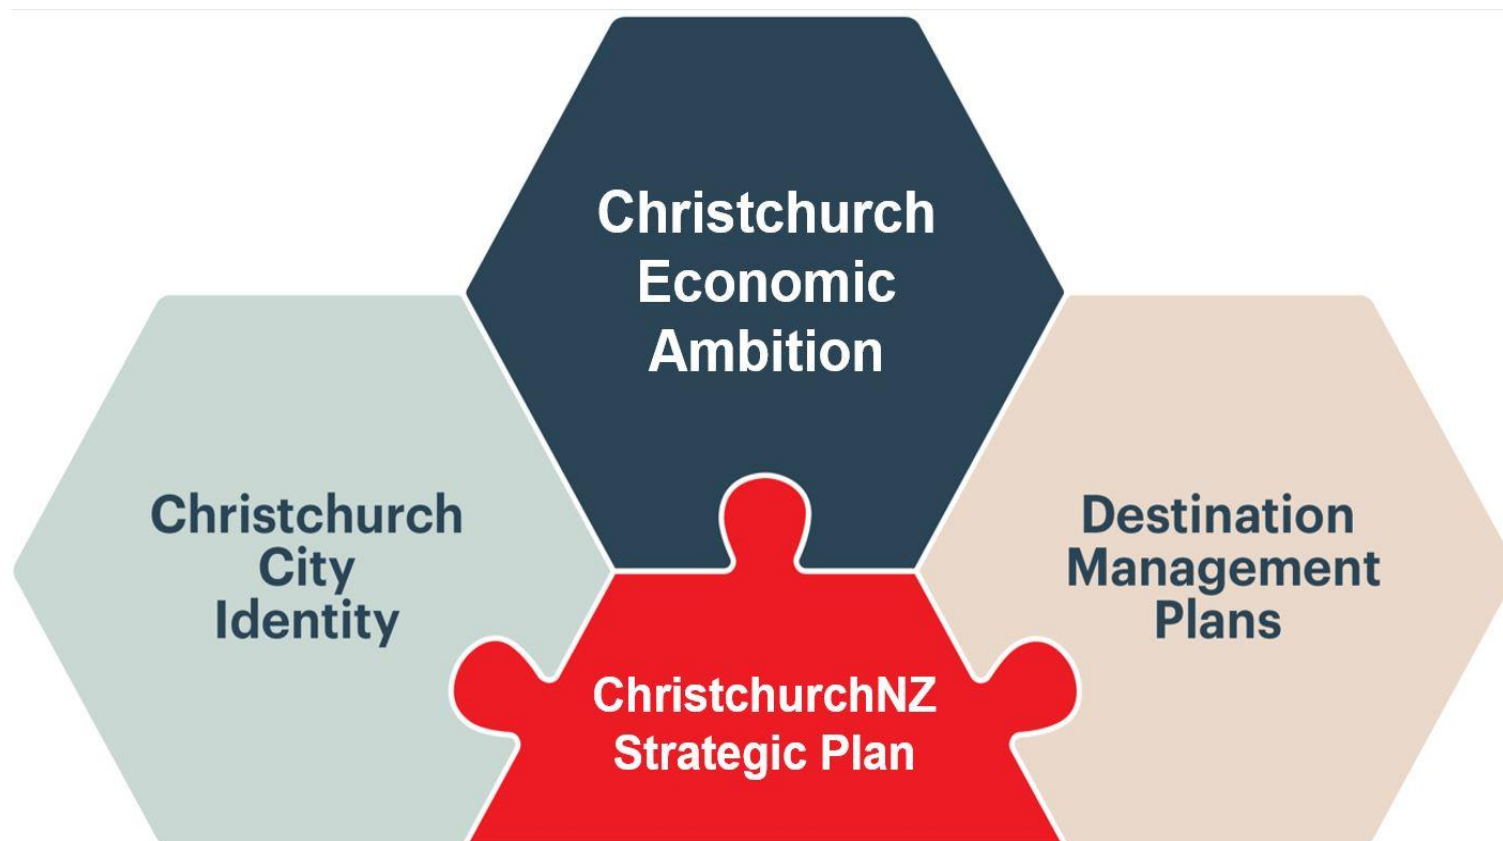 Christchurch
Economic
Ambition
Christchurch
City
Identity
Destination
Management
Plans
ChristchurchNZ
Strategic Plan